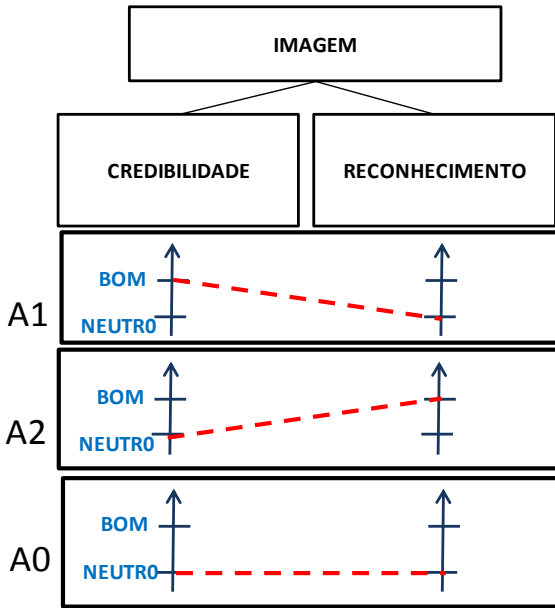 IMAGEM
CREDIBILIDADE
RECONHECIMENTO
BOM
A1
NEUTR0
BOM
A2
NEUTR0
BOM
A0
NEUTR0